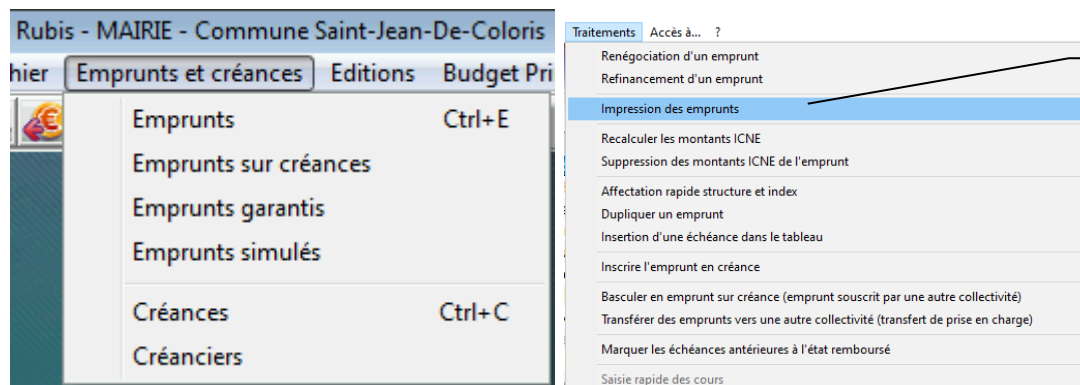 Rubis - MAIRIE - Commune Saint-Jean-De-Coloris
hier Emprunts et créances Editions Budget Pri
Emprunts Ctrl+E
Emprunts sur créances
Emprunts garantis
Emprunts simulés
Créances Ctrl+C
Créanciers
Traitements Accès à... ?
Renégociation d'un emprunt
Refinancement d'un emprunt
Impression des emprunts
Recalculer les montants ICNE
Suppression des montants ICNE de l'emprunt
Affectation rapide structure et index
Dupliquer un emprunt
Insertion d'une échéance dans le tableau
Inscrire l'emprunt en créance
Basculer en emprunt sur créance (emprunt souscrit par une autre collectivité)
Transférer des emprunts vers une autre collectivité (transfert de prise en charge)
Marquer les échéances antérieures à l'état remboursé
Saisie rapide des cours